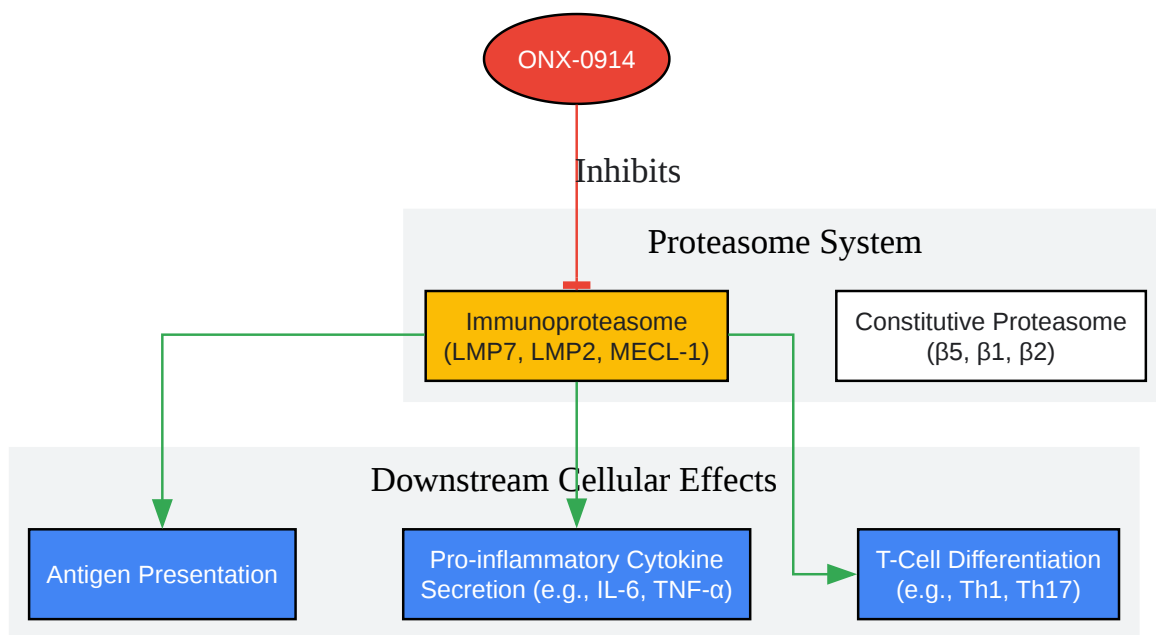 ONX-0914
Inhibits
Proteasome System
Immunoproteasome
(LMP7, LMP2, MECL-1)
Constitutive Proteasome
(β5, β1, β2)
Downstream Cellular Effects
Antigen Presentation
Pro-inflammatory Cytokine
Secretion (e.g., IL-6, TNF-α)
T-Cell Differentiation
(e.g., Th1, Th17)